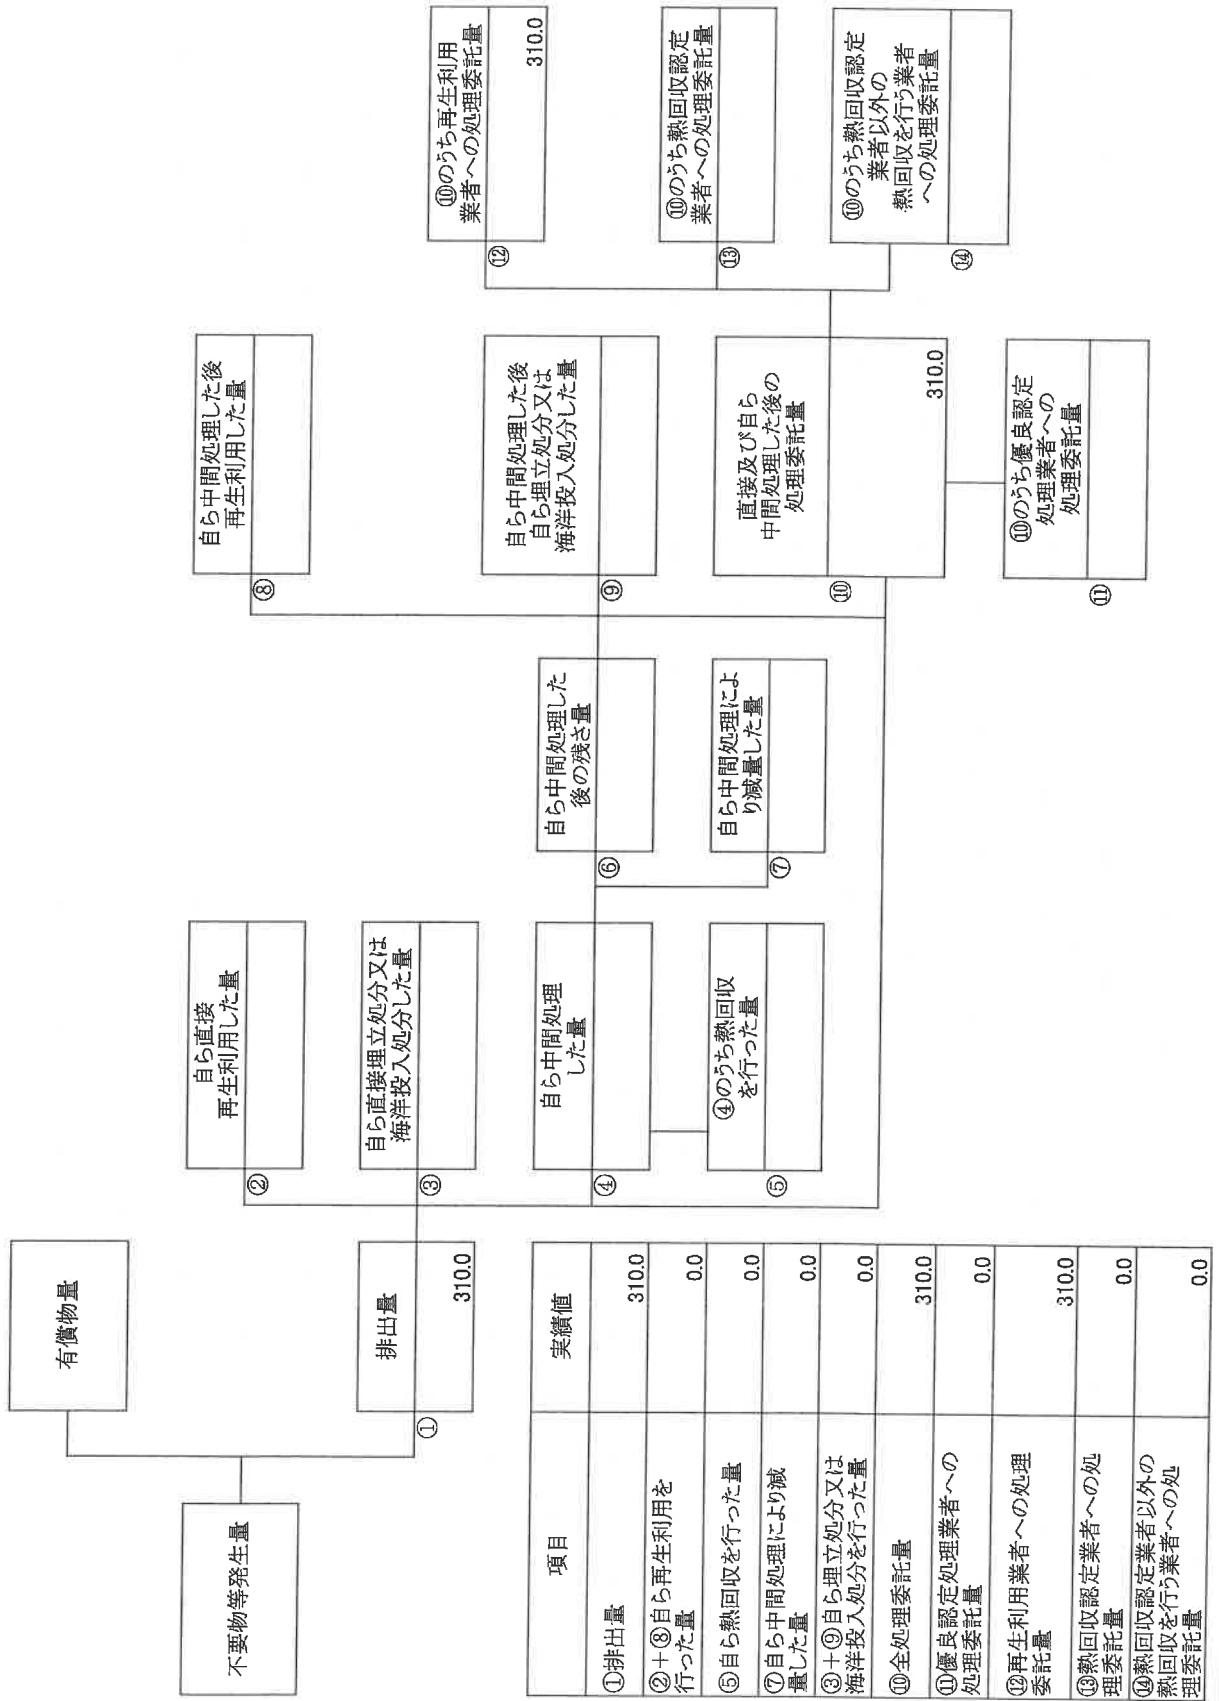 不要物等発生量
有償物量
①
排出量
310.0
②
自ら直接
再生利用した量
③
自ら直接埋立処分又は
海洋投入処分した量
④
自ら中間処理
した量
⑤
④のうち熱回収
を行った量
⑥
自ら中間処理した
後の残さ量
⑦
自ら中間処理によ
り減量した量
⑧
自ら中間処理した後
再生利用した量
⑨
自ら中間処理した後
自ら埋立処分又は
海洋投入処分した量
⑩
直接及び自ら
中間処理した後の
処理委託量
310.0
⑪
⑩のうち優良認定
処理業者への
処理委託量
⑫
⑩のうち再生利用
業者への処理委託量
310.0
⑬
⑩のうち熱回収認定
業者への処理委託量
⑭
⑩のうち熱回収認定
業者以外の
熱回収を行う業者
への処理委託量
項目 実績値
①排出量 310.0
②+⑧自ら再生利用を
行った量 0.0
⑤自ら熱回収を行った量 0.0
⑦自ら中間処理により減
量した量 0.0
③+⑨自ら埋立処分又は
海洋投入処分を行った量 0.0
⑩全処理委託量 310.0
⑪優良認定処理業者への
処理委託量 0.0
⑫再生利用業者への処理
委託量 310.0
⑬熱回収認定業者への処
理委託量 0.0
⑭熱回収認定業者以外の
熱回収を行う業者への処
理委託量 0.0